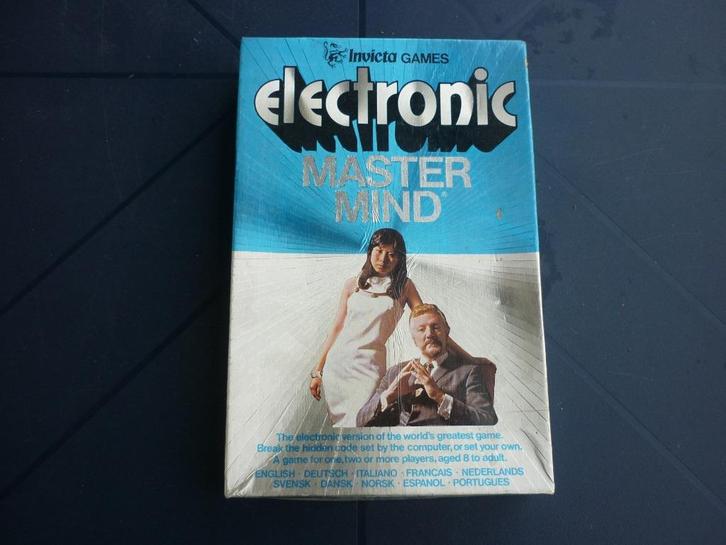 Invicta GAMES
electronic
MASTER
MIND®
The electronic version of the world's greatest game.
Break the hidden code set by the computer, or set your own.
A game for one, two or more players, aged 8 to adult.
ENGLISH · DEUTSCH · ITALIANO · FRANCAIS · NEDERLANDS
SVENSK · DANSK · NORSK · ESPANOL · PORTUGUES